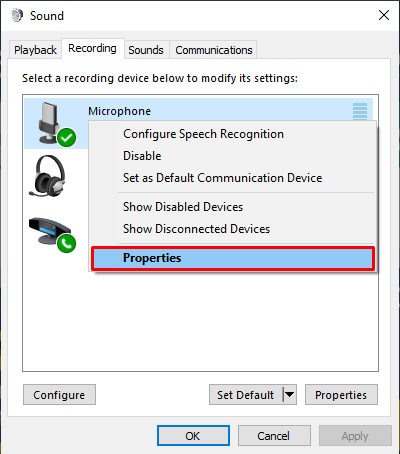 Sound
Playback Recording Sounds Communications
Select a recording device below to modify its settings:
Microphone
Configure Speech Recognition
Disable
Set as Default Communication Device
Show Disabled Devices
Show Disconnected Devices
Properties
Configure Set Default Properties
OK Cancel Apply